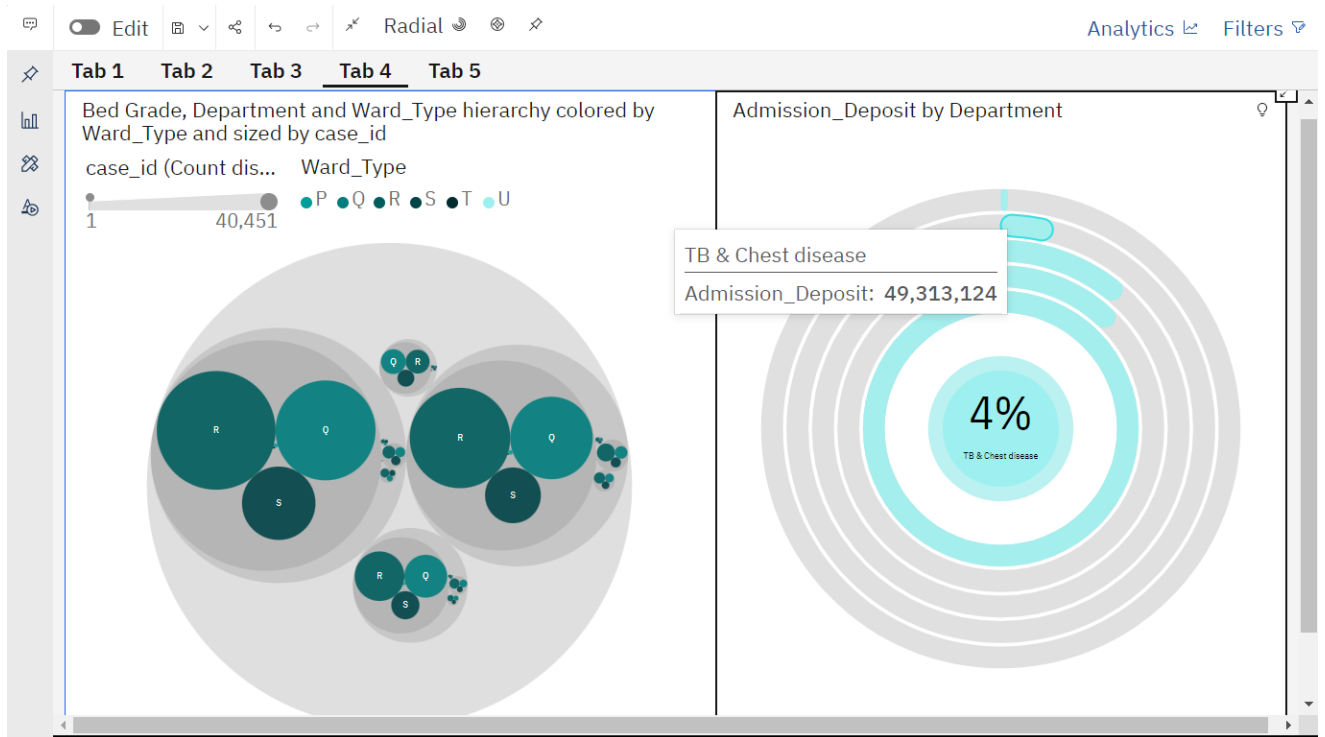 Edit
Radial
Analytics
Filters
Tab 1 Tab 2 Tab 3 Tab 4 Tab 5
Bed Grade, Department and Ward_Type hierarchy colored by
Ward_Type and sized by case_id
case_id (Count dis... Ward_Type
P Q R S T U
1 40,451
Q R
R Q
S
R Q
S
R Q
S
Admission_Deposit by Department
TB & Chest disease
Admission_Deposit: 49,313,124
4%
TB & Chest disease